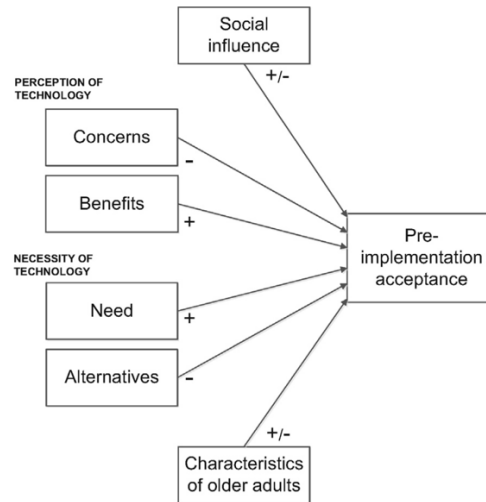 Social
influence
+/-
PERCEPTION OF
TECHNOLOGY
Concerns
-
Benefits
+
Pre-
implementation
acceptance
NECESSITY OF
TECHNOLOGY
Need
+
Alternatives
-
+/-
Characteristics
of older adults